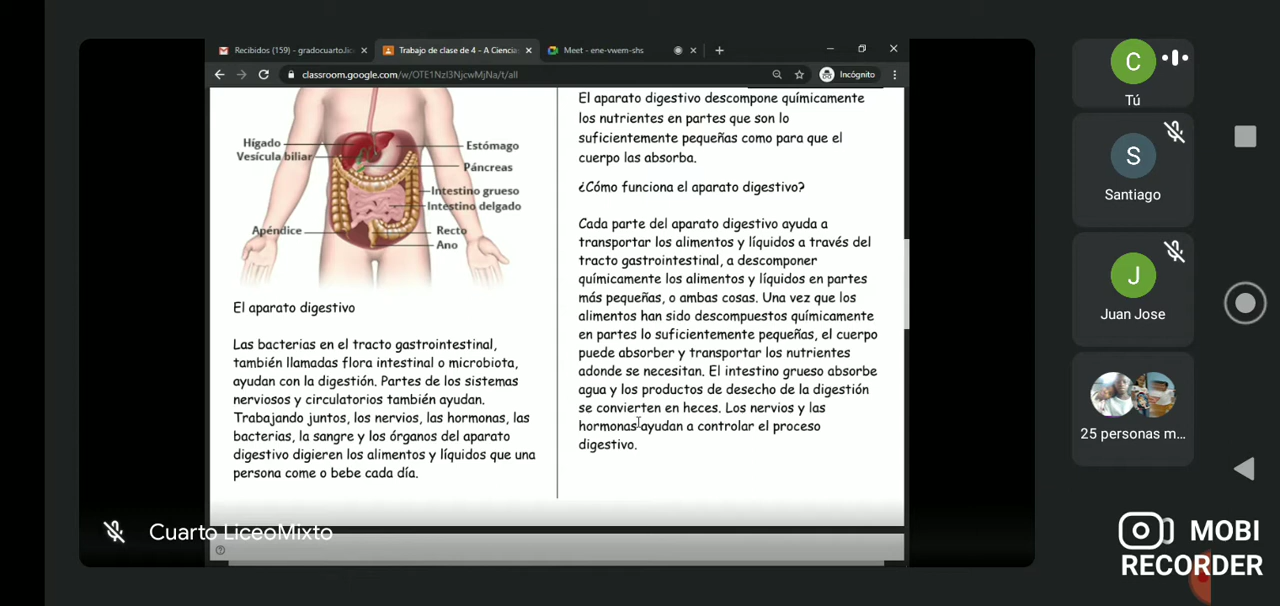 Recibidos (159) - gradocuarto.lic
Trabajo de clase de 4 - A Ciencia
Meet - ene-vwem-shs
classroom.google.com/w/OTE1NzI3NjcwMjNa/t/all
Incógnito
Hígado
Vesícula biliar
Estómago
Páncreas
Intestino grueso
Intestino delgado
Apéndice
Recto
Ano
El aparato digestivo
Las bacterias en el tracto gastrointestinal,
también llamadas flora intestinal o microbiota,
ayudan con la digestión. Partes de los sistemas
nerviosos y circulatorios también ayudan.
Trabajando juntos, los nervios, las hormonas, las
bacterias, la sangre y los órganos del aparato
digestivo digieren los alimentos y líquidos que una
persona come o bebe cada día.
El aparato digestivo descompone químicamente
los nutrientes en partes que son lo
suficientemente pequeñas como para que el
cuerpo las absorba.
¿Cómo funciona el aparato digestivo?
Cada parte del aparato digestivo ayuda a
transportar los alimentos y líquidos a través del
tracto gastrointestinal, a descomponer
químicamente los alimentos y líquidos en partes
más pequeñas, o ambas cosas. Una vez que los
alimentos han sido descompuestos químicamente
en partes lo suficientemente pequeñas, el cuerpo
puede absorber y transportar los nutrientes
adonde se necesitan. El intestino grueso absorbe
agua y los productos de desecho de la digestión
se convierten en heces. Los nervios y las
hormonas ayudan a controlar el proceso
digestivo.
Cuarto LiceoMixto
C
Tú
S
Santiago
J
Juan Jose
25 personas m...
MOBI
RECORDER